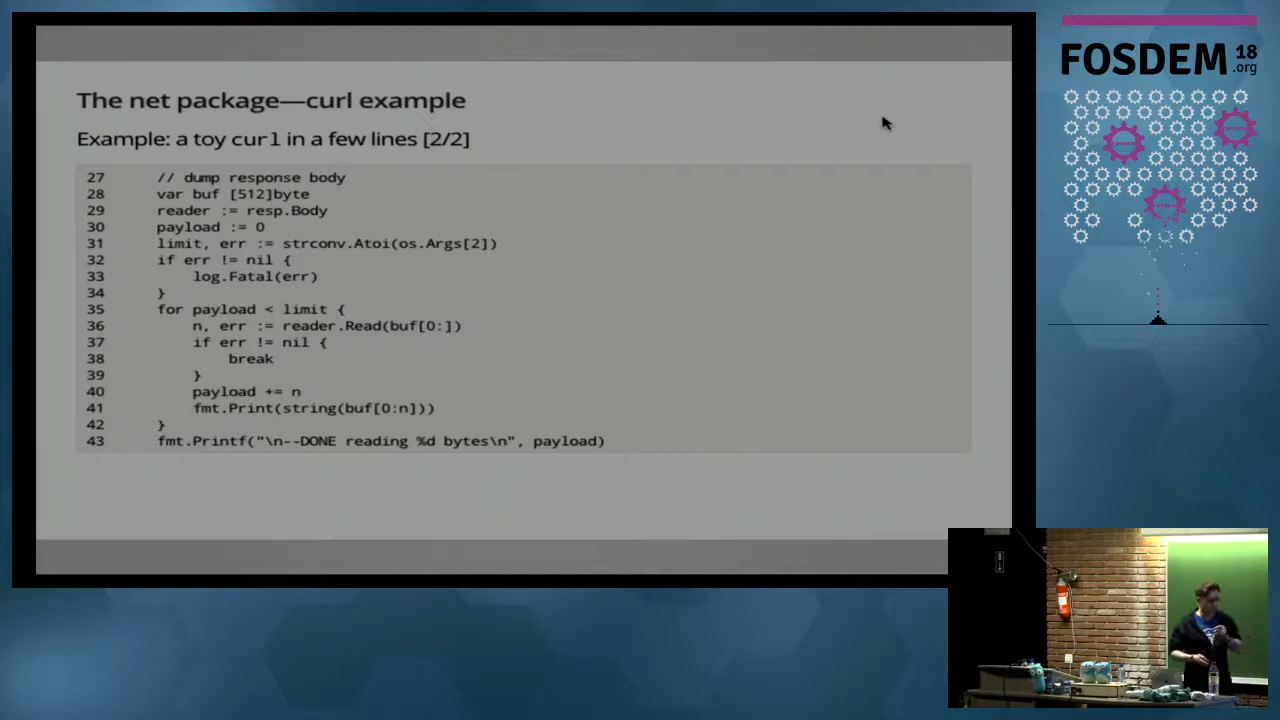 The net package—curl example
Example: a toy curl in a few lines [2/2]
27 // dump response body
28 var buf [512]byte
29 reader := resp.Body
30 payload := 0
31 limit, err := strconv.Atoi(os.Args[2])
32 if err != nil {
33 log.Fatal(err)
34 }
35 for payload < limit {
36 n, err := reader.Read(buf[0:])
37 if err != nil {
38 break
39 }
40 payload += n
41 fmt.Print(string(buf[0:n]))
42 }
43 fmt.Printf("\n--DONE reading %d bytes\n", payload)
FOSDEM 18
.org